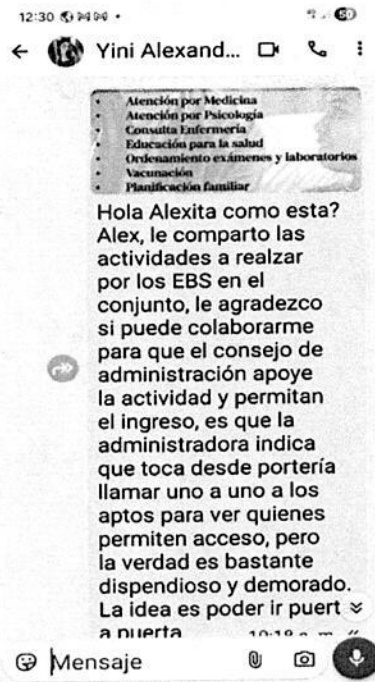 12:30
50
Yini Alexand...
• Atención por Medicina
• Atención por Psicología
• Consulta Enfermería
• Educación para la salud
• Ordenamiento exámenes y laboratorios
• Vacunación
• Planificación familiar
Hola Alexita como esta?
Alex, le comparto las
actividades a realzar
por los EBS en el
conjunto, le agradezco
si puede colaborarme
para que el consejo de
administración apoye
la actividad y permitan
el ingreso, es que la
administradora indica
que toca desde portería
llamar uno a uno a los
aptos para ver quienes
permiten acceso, pero
la verdad es bastante
dispendioso y demorado.
La idea es poder ir puert
a puerta
10:19 a. m.
Mensaje